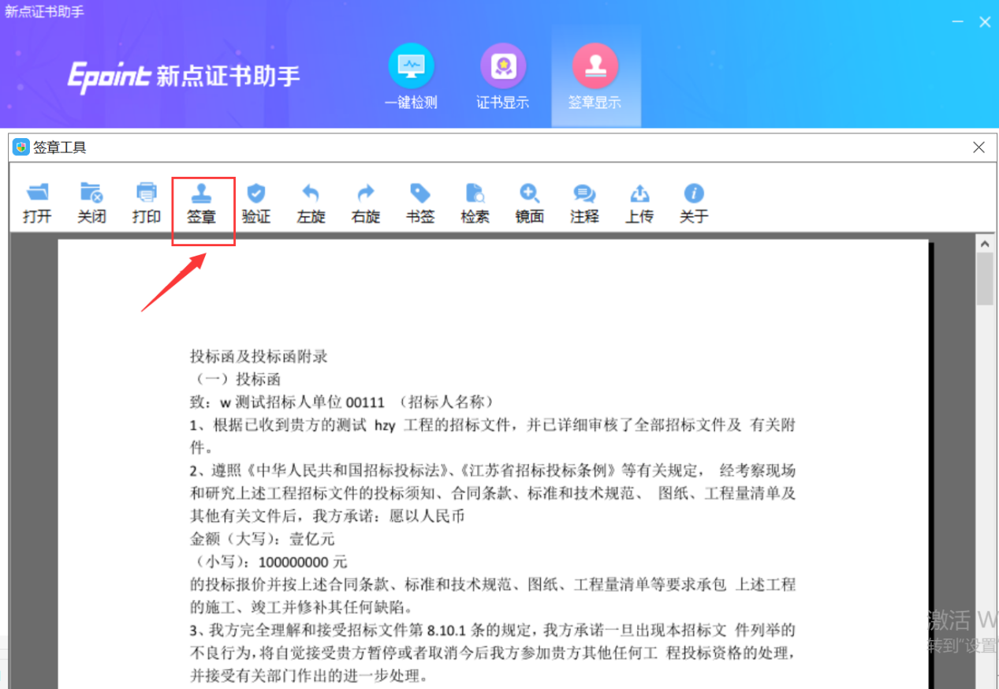 新点证书助手
Epoint 新点证书助手
一键检测
证书显示
签章显示
签章工具
打开 关闭 打印 签章 验证 左旋 右旋 书签 检索 镜面 注释 上传 关于
投标函及投标函附录
（一）投标函
致：w 测试招标人单位 00111 （招标人名称）
1、根据已收到贵方的测试 hzy 工程的招标文件，并已详细审核了全部招标文件及 有关附
件。
2、遵照《中华人民共和国招标投标法》、《江苏省招标投标条例》等有关规定， 经考察现场
和研究上述工程招标文件的投标须知、合同条款、标准和技术规范、 图纸、工程量清单及
其他有关文件后，我方承诺：愿以人民币
金额（大写）：壹亿元
（小写）：100000000 元
的投标报价并按上述合同条款、标准和技术规范、图纸、工程量清单等要求承包 上述工程
的施工、竣工并修补其任何缺陷。
3、我方完全理解和接受招标文件第 8.10.1 条的规定，我方承诺一旦出现本招标文 件列举的
不良行为，将自觉接受贵方暂停或者取消今后我方参加贵方其他任何工 程投标资格的处理，
并接受有关部门作出的进一步处理。
激活 W
转到"设置"